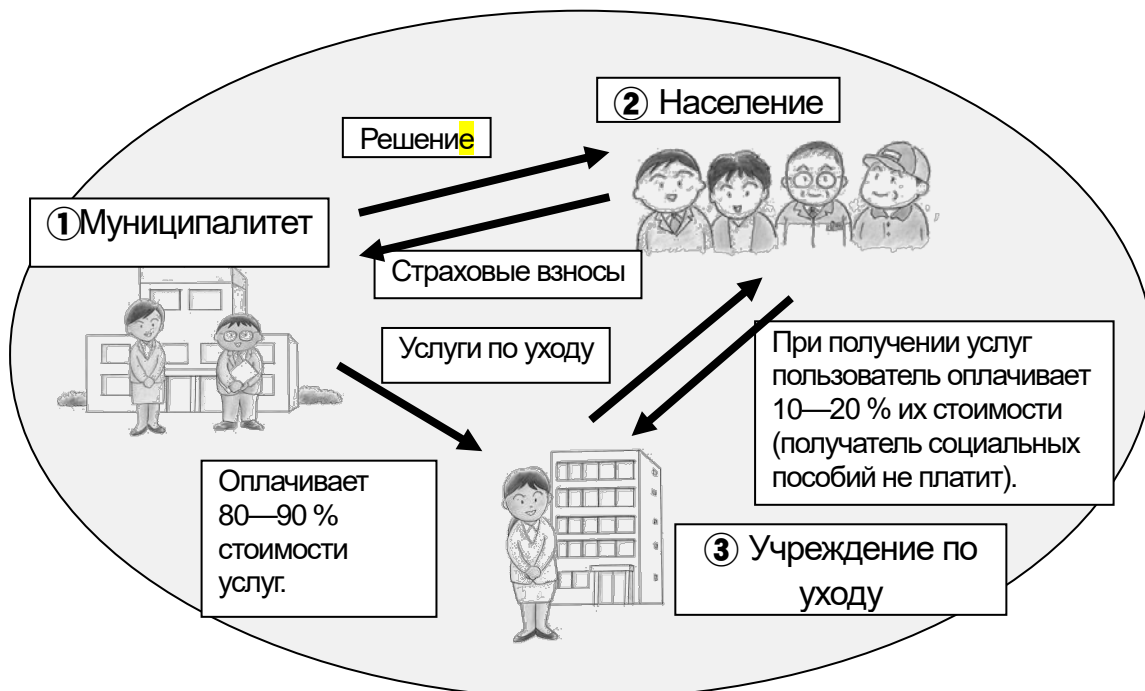 ② Население
Решение
①Муниципалитет
Страховые взносы
Услуги по уходу
При получении услуг
пользователь оплачивает
10—20 % их стоимости
(получатель социальных
пособий не платит).
Оплачивает
80—90 %
стоимости
услуг.
③ Учреждение по
уходу